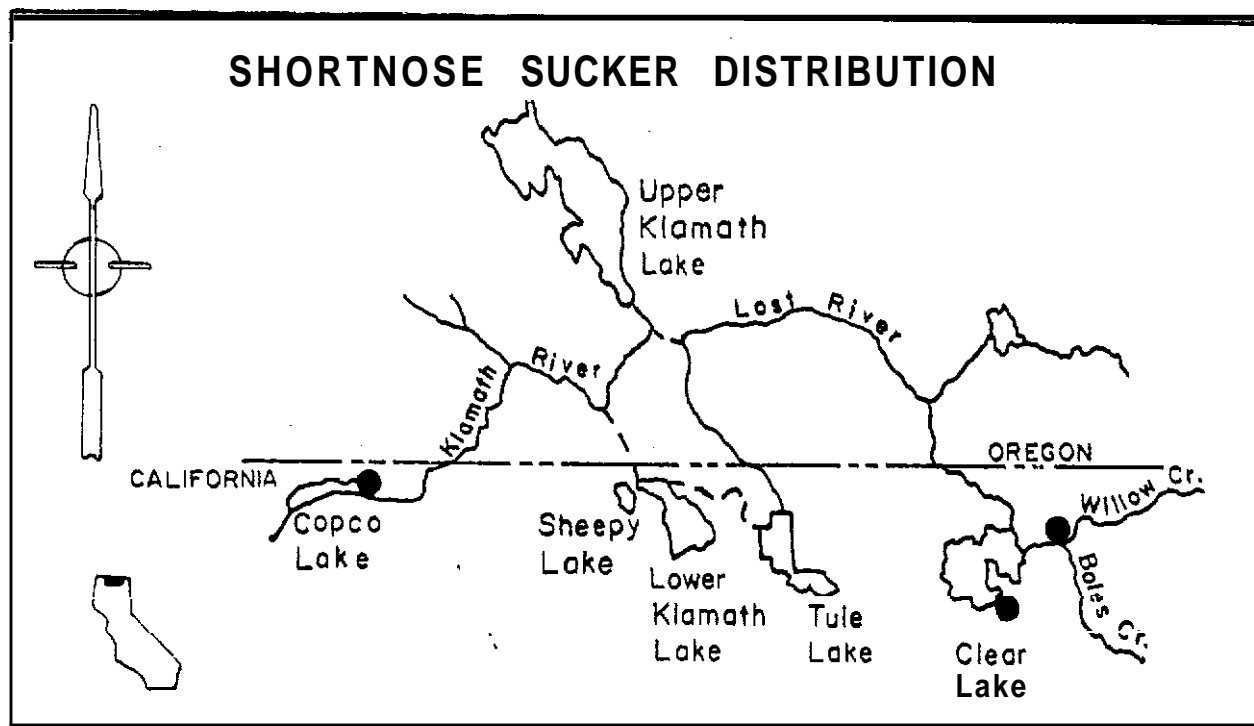 SHORTNOSE SUCKER DISTRIBUTION
Upper
Klamath
Lake
Lost River
River
Klamath
OREGON
CALIFORNIA
Willow Cr.
Copco
Lake
Sheepy
Lake
Boles Cr.
Lower
Klamath
Lake
Tule
Lake
Clear
Lake